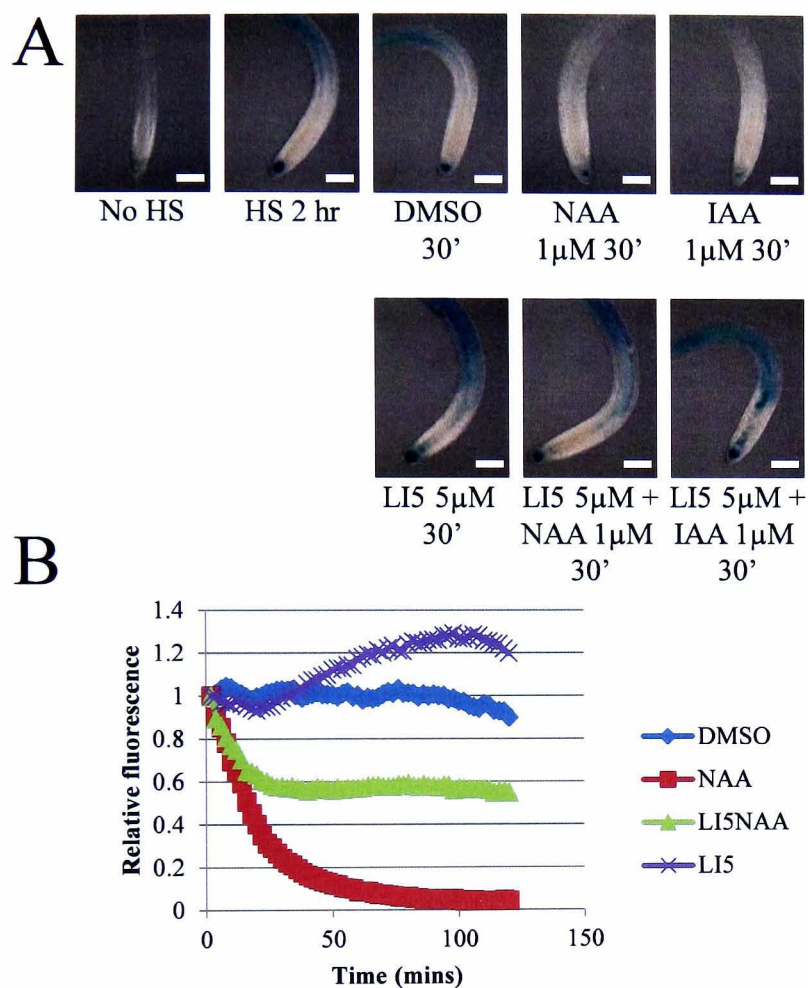 A
No HS
HS 2 hr
DMSO
30’
NAA
1µM 30’
IAA
1µM 30’
LI5 5µM
30’
LI5 5µM +
NAA 1µM
30’
LI5 5µM +
IAA 1µM
30’
B
Relative fluorescence
1.4
1.2
1
0.8
0.6
0.4
0.2
0
0
50
100
150
Time (mins)
DMSO
NAA
LI5NAA
LI5